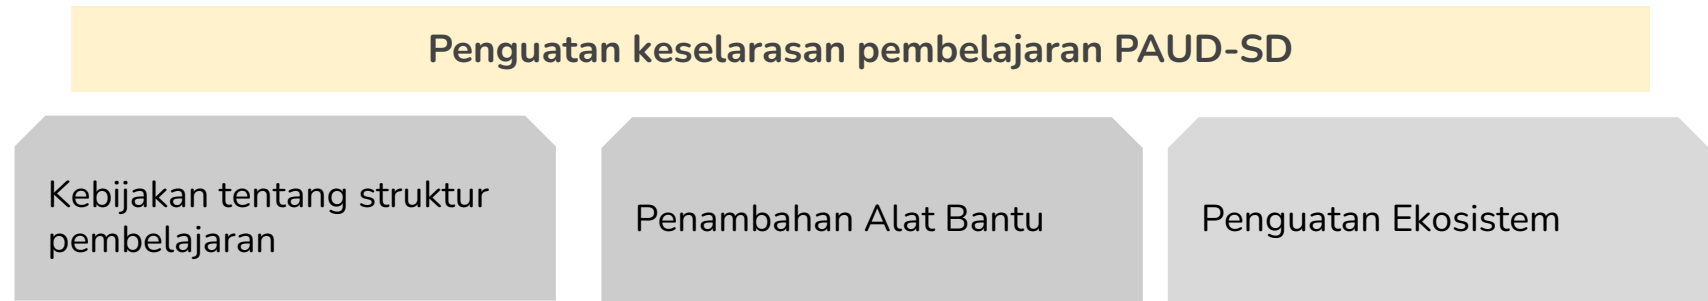 Penguatan keselarasan pembelajaran PAUD-SD
Kebijakan tentang struktur
pembelajaran
Penambahan Alat Bantu
Penguatan Ekosistem